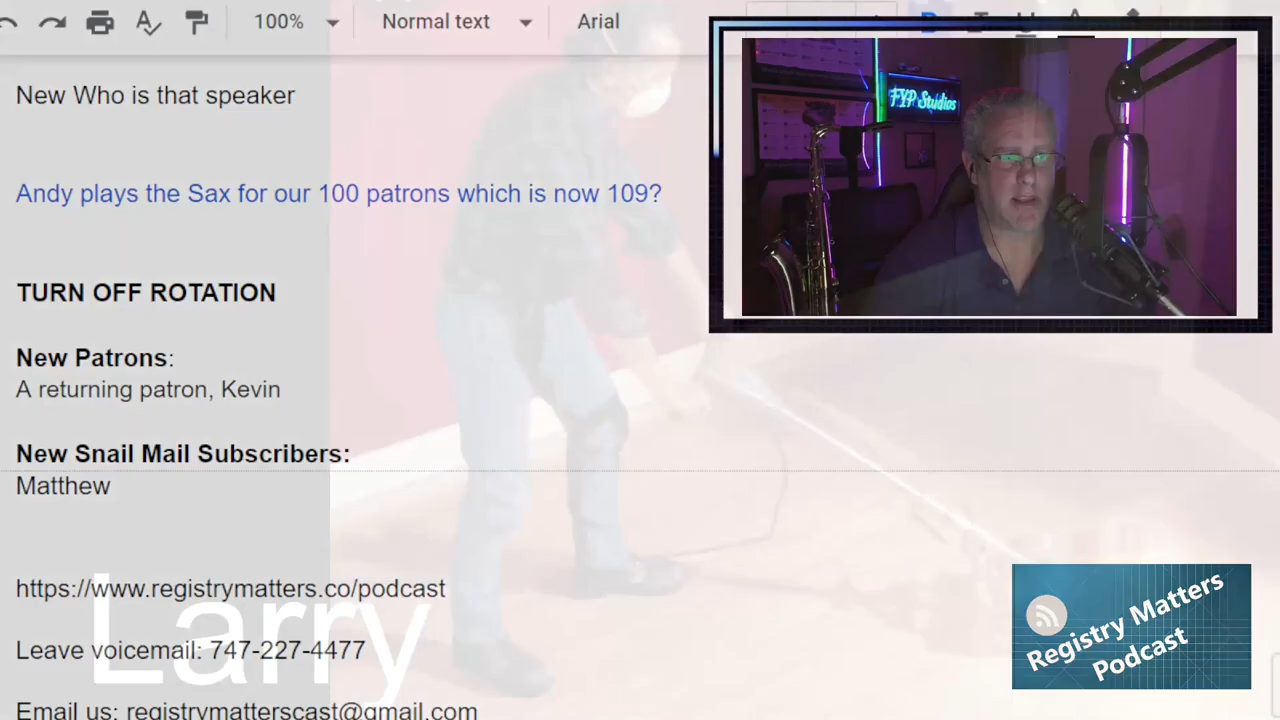 100%
Normal text
Arial
New Who is that speaker
FYP Studios
Andy plays the Sax for our 100 patrons which is now 109?
TURN OFF ROTATION
New Patrons:
A returning patron, Kevin
New Snail Mail Subscribers:
Matthew
https://www.registrymatters.co/podcast
Larry
Leave voicemail: 747-227-4477
Email us: registrymatterscast@gmail.com
Registry Matters
Podcast